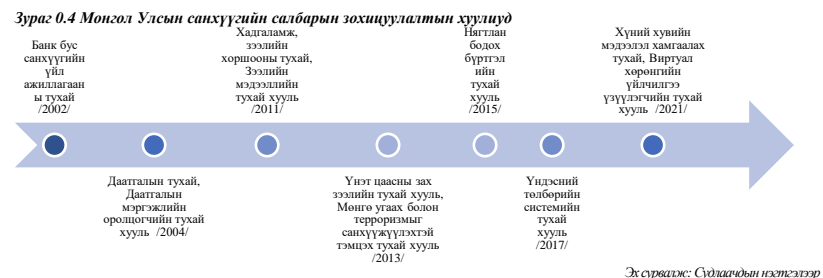 Зураг 0.4 Монгол Улсын санхүүгийн салбарын зохицуулалтын хуулиуд
Банк бус
санхүүгийн
үйл
ажиллагаан
ы тухай
/2002/
Хадгаламж,
зээлийн
хоршооны тухай,
Зээлийн
мэдээллийн
тухай хууль
/2011/
Нягтлан
бодох
бүртгэл
ийн
тухай
хууль
/2015/
Хүний хувийн
мэдээлэл хамгаалах
тухай, Виртуал
хөрөнгийн
үйлчилгээ
үзүүлэгчийн тухай
хууль /2021/
Даатгалын тухай,
Даатгалын
мэргэжлийн
оролцогчийн тухай
хууль /2004/
Үнэт цаасны зах
зээлийн тухай хууль,
Мөнгө угаах болон
терроризмыг
санхүүжүүлэхтэй
тэмцэх тухай хууль
/2013/
Үндэсний
төлбөрийн
системийн
тухай
хууль
/2017/
Эх сурвалж: Судлаачдын нэгтгэлээр